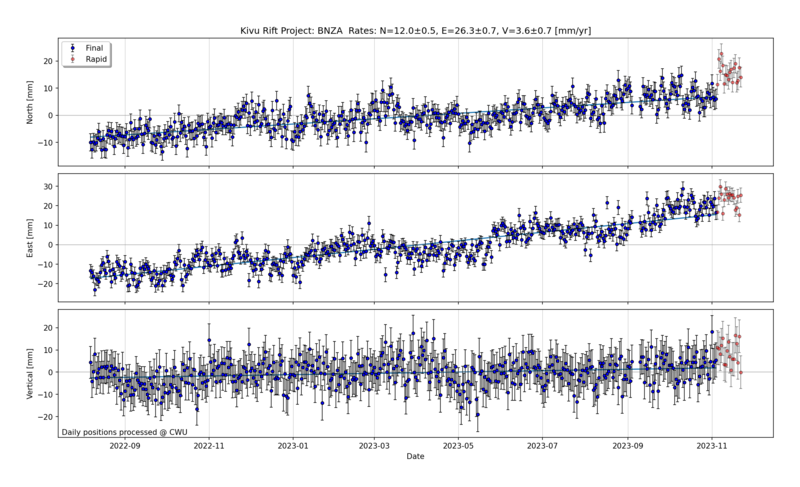 Kivu Rift Project: BNZA  Rates: N=12.0±0.5, E=26.3±0.7, V=3.6±0.7 [mm/yr]
Final
Rapid
North [mm]
20
10
0
−10
East [mm]
30
20
10
0
−10
−20
Vertical [mm]
20
10
0
−10
−20
Daily positions processed @ CWU
2022-09 2022-11 2023-01 2023-03 2023-05 2023-07 2023-09 2023-11
Date